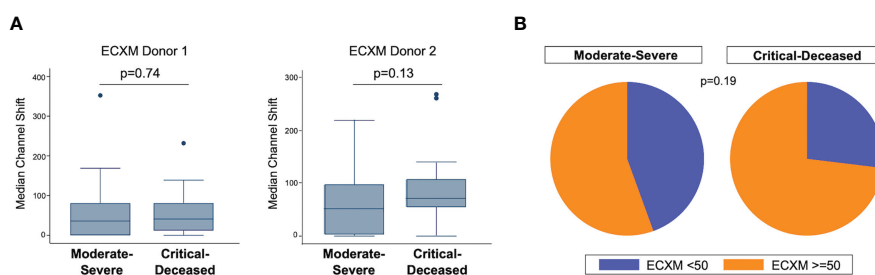 A
ECXM Donor 1
p=0.74
Median Channel Shift
400
300
200
100
0
Moderate-
Severe
Critical-
Deceased
ECXM Donor 2
p=0.13
Median Channel Shift
300
200
100
0
Moderate-
Severe
Critical-
Deceased
B
Moderate-Severe
Critical-Deceased
p=0.19
ECXM <50
ECXM >=50